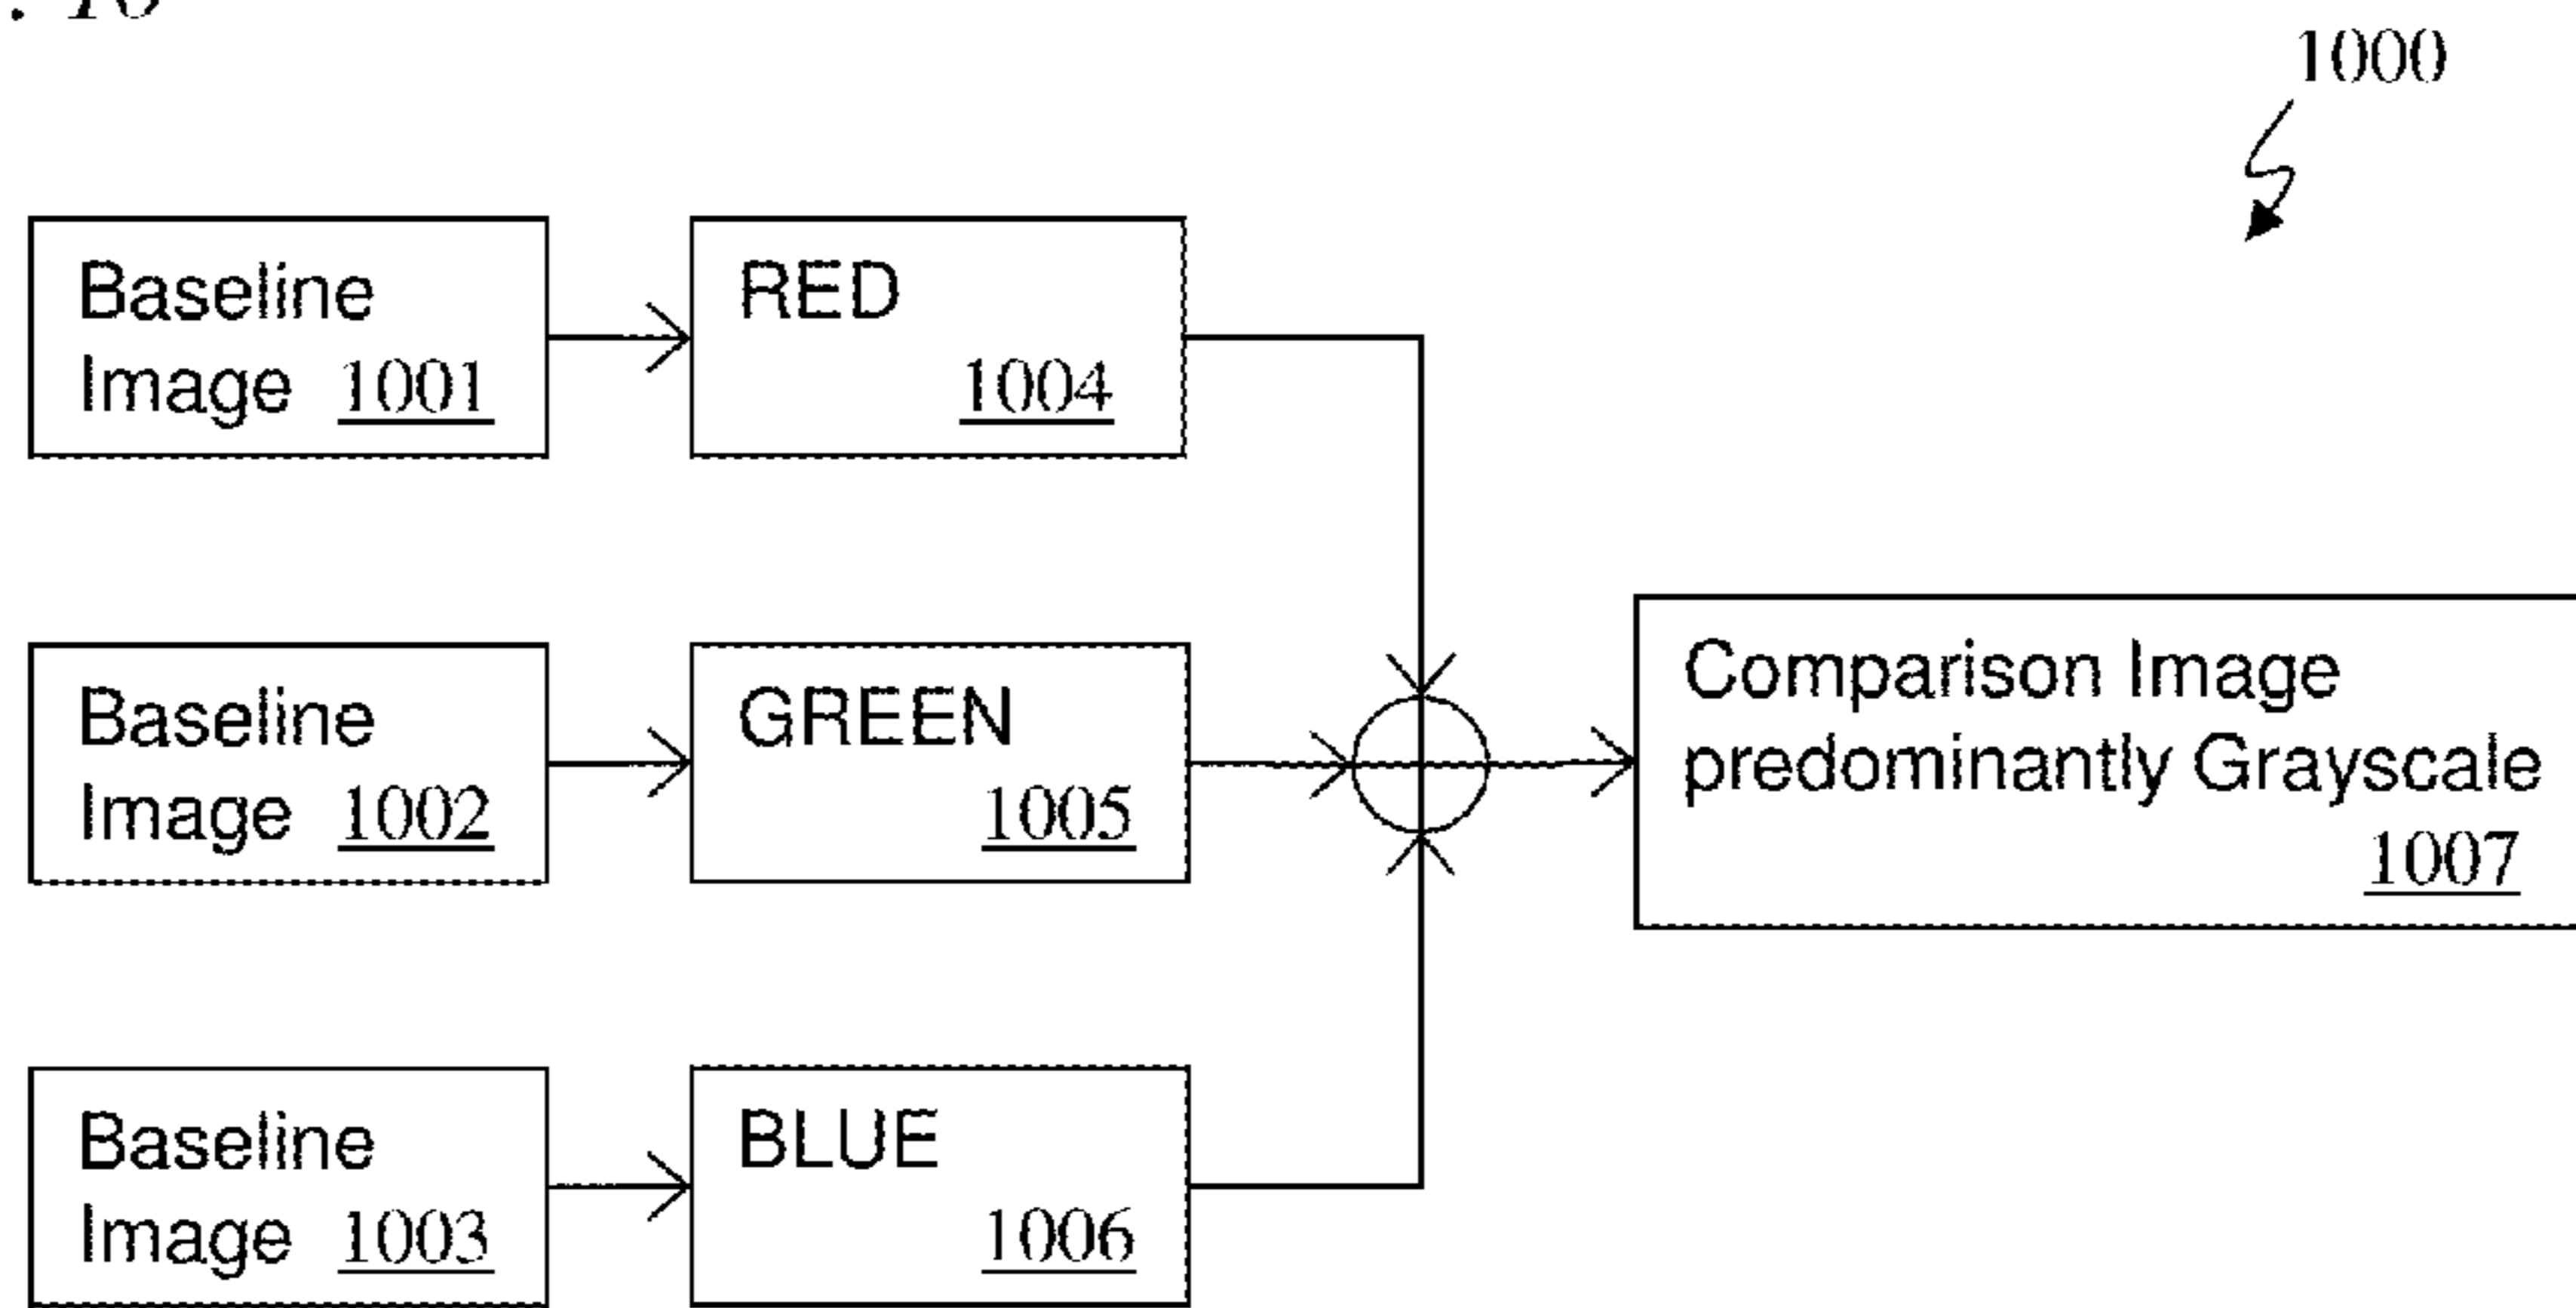 1000
Baseline
Image 1001
RED
1004
Baseline
Image 1002
GREEN
1005
Comparison Image
predominantly Grayscale
1007
Baseline
Image 1003
BLUE
1006